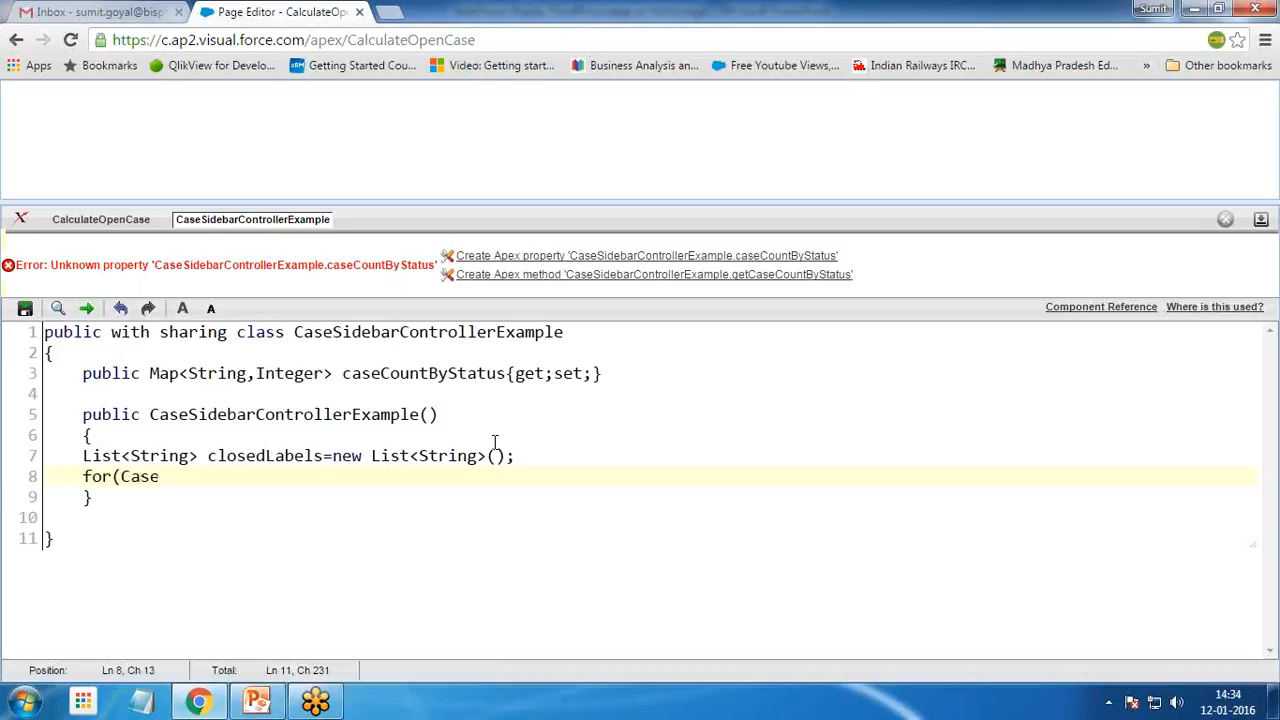 Inbox - sumit.goyal@bisp
Page Editor - CalculateOpe
Sumit
https://c.ap2.visual.force.com/apex/CalculateOpenCase
Apps Bookmarks QlikView for Develo... Getting Started Cou... Video: Getting start... Business Analysis an... Free Youtube Views,... Indian Railways IRC... Madhya Pradesh Ed... » Other bookmarks
CalculateOpenCase CaseSidebarControllerExample
Error: Unknown property 'CaseSidebarControllerExample.caseCountByStatus'
Create Apex property 'CaseSidebarControllerExample.caseCountByStatus'
Create Apex method 'CaseSidebarControllerExample.getCaseCountByStatus'
A A Component Reference Where is this used?
1 public with sharing class CaseSidebarControllerExample
2 {
3 public Map<String,Integer> caseCountByStatus{get;set;}
4
5 public CaseSidebarControllerExample()
6 {
7 List<String> closedLabels=new List<String>();
8 for(Case
9 }
10
11 }
Position: Ln 8, Ch 13 Total: Ln 11, Ch 231
14:34
12-01-2016